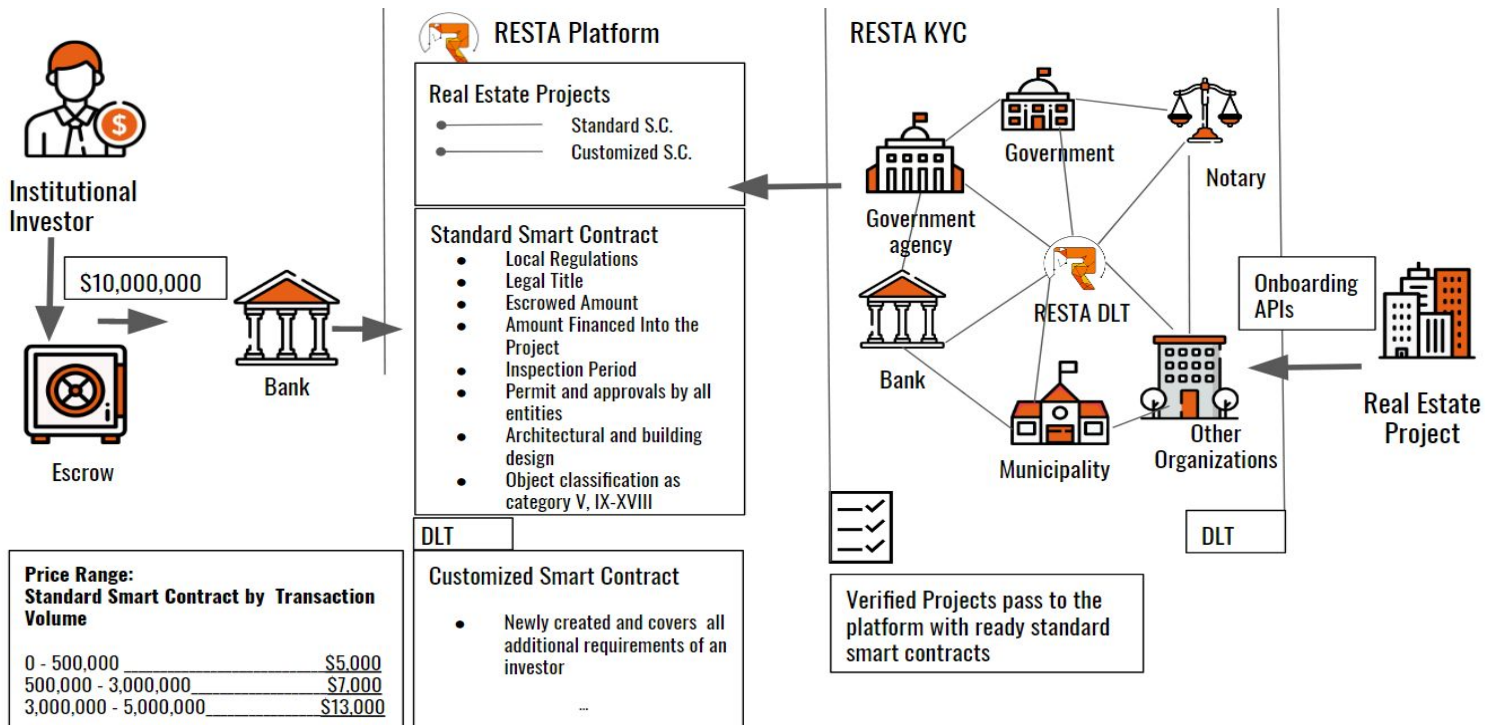 RESTA Platform
RESTA KYC
Institutional
Investor
$10,000,000
Bank
Escrow
Price Range:
Standard Smart Contract by Transaction
Volume
0 - 500,000 $5,000
500,000 - 3,000,000 $7,000
3,000,000 - 5,000,000 $13,000
Real Estate Projects
Standard S.C.
Customized S.C.
Standard Smart Contract
● Local Regulations
● Legal Title
● Escrowed Amount
● Amount Financed Into the
Project
● Inspection Period
● Permit and approvals by all
entities
● Architectural and building
design
● Object classification as
category V, IX-XVIII
DLT
Customized Smart Contract
● Newly created and covers all
additional requirements of an
investor
...
Government
Notary
Government
agency
RESTA DLT
Bank
Municipality
Other
Organizations
Onboarding
APIs
Real Estate
Project
DLT
Verified Projects pass to the
platform with ready standard
smart contracts